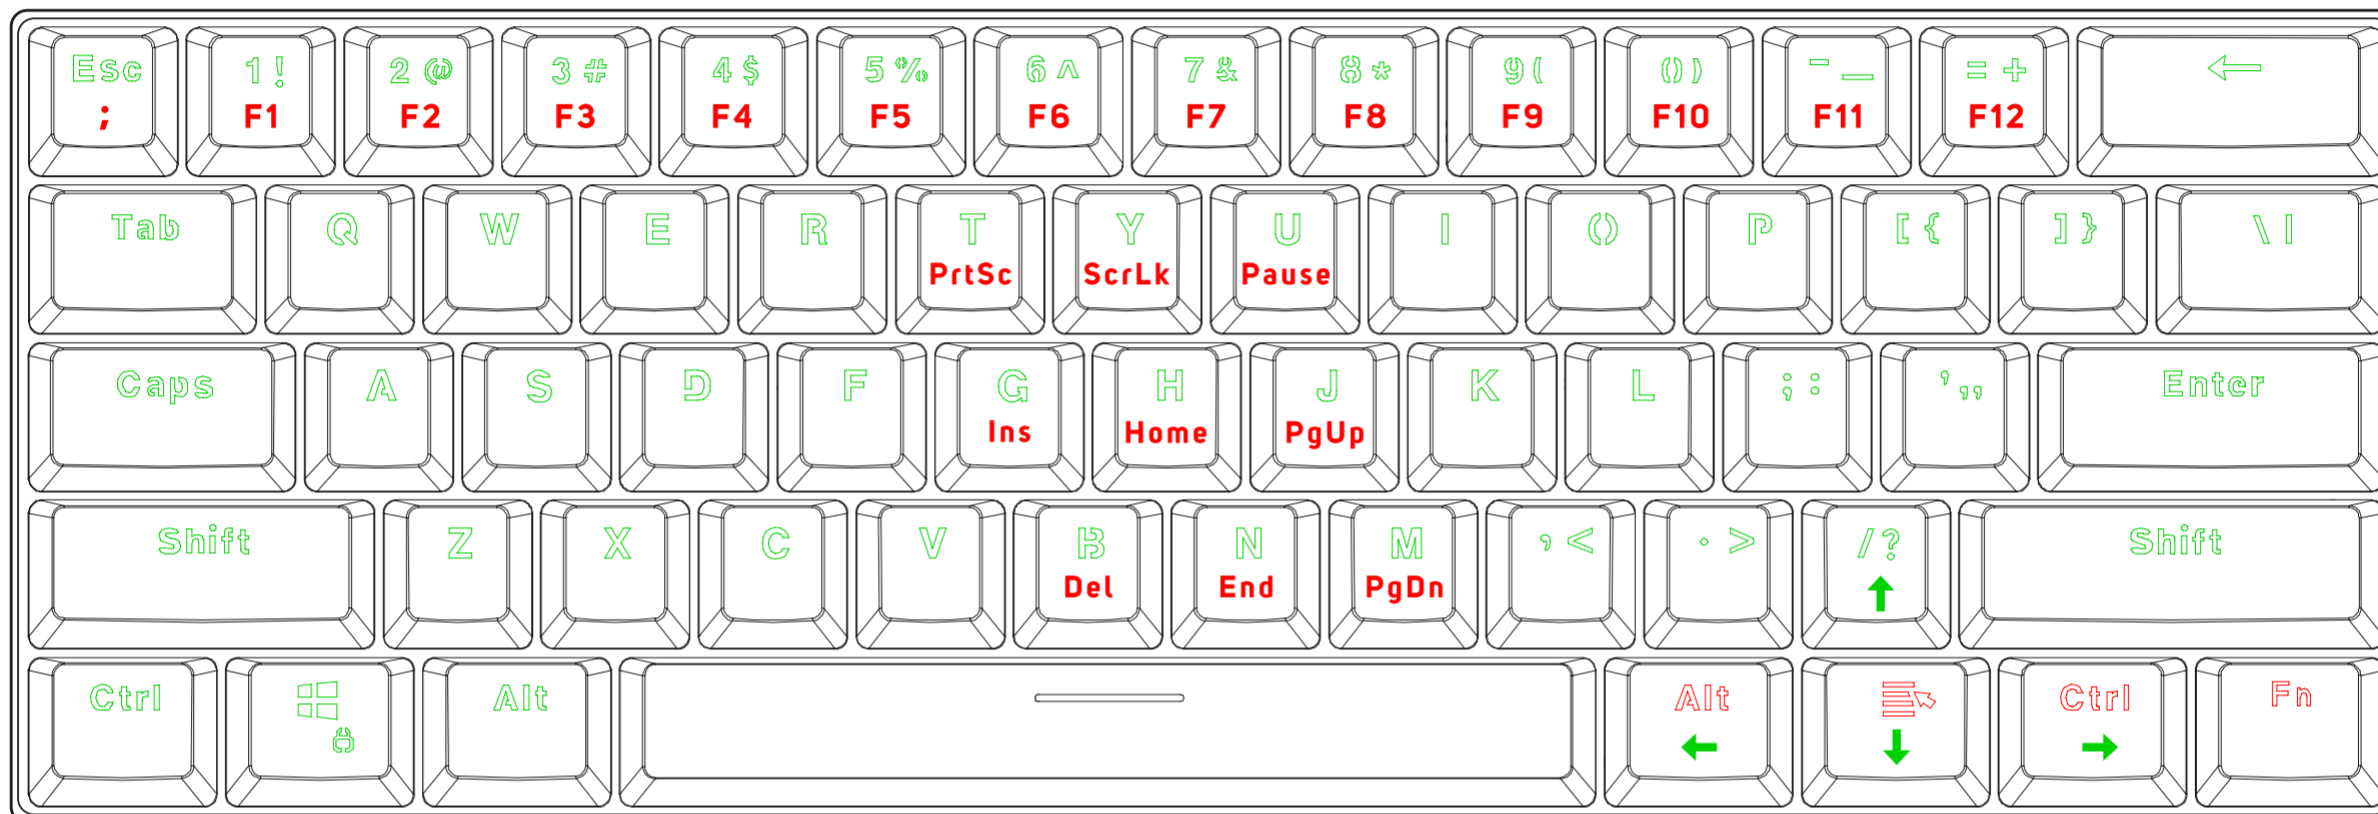 Esc 1 ! 2 @ 3 # 4 $ 5 % 6 ^ 7 & 8 * 9 ( 0 ) - _ = + ←
; F1 F2 F3 F4 F5 F6 F7 F8 F9 F10 F11 F12
Tab Q W E R T Y U I O P [ { ] } \ |
PrtSc ScrLk Pause
Caps A S D F G H J K L ; : ' ,, Enter
Ins Home PgUp
Shift Z X C V B N M , < . > / ? Shift
Del End PgDn ↑
Ctrl Alt Alt Ctrl Fn
← ↓ →